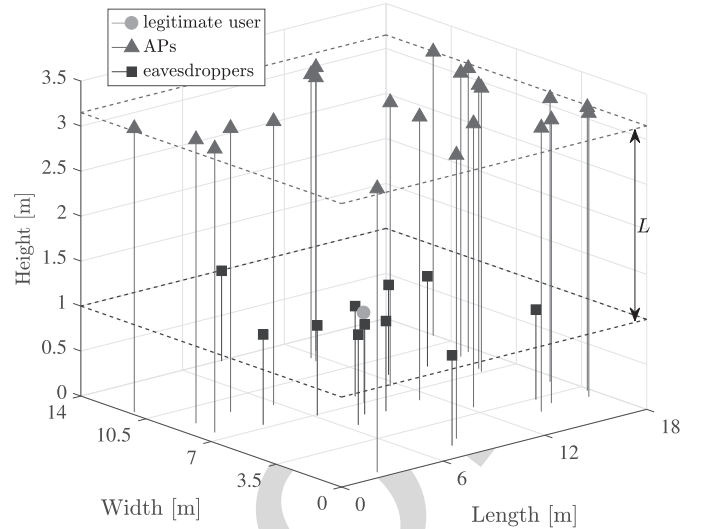 legitimate user
APs
eavesdroppers
3.5
3
2.5
2
1.5
1
0.5
0
Height [m]
L
14
10.5
7
3.5
0
Width [m]
0
6
12
18
Length [m]